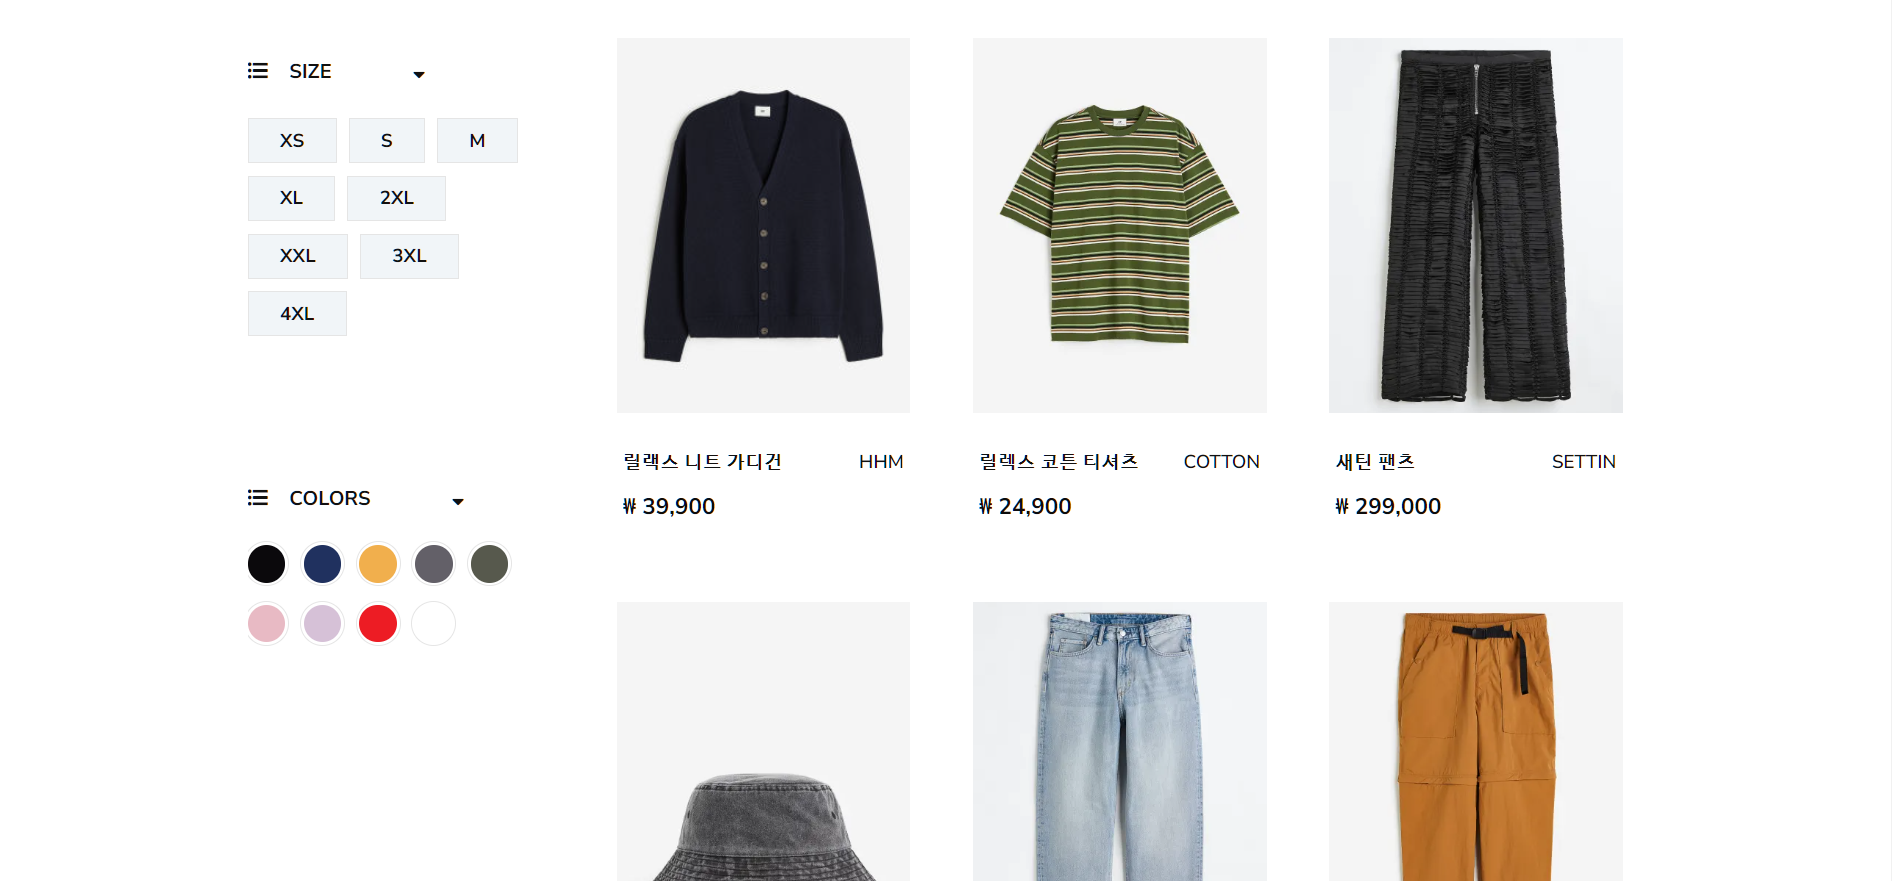 SIZE
XS S M
XL 2XL
XXL 3XL
4XL
COLORS
릴랙스 니트 가디건 HHM
₩ 39,900
릴렉스 코튼 티셔츠 COTTON
₩ 24,900
새틴 팬츠 SETTIN
₩ 299,000